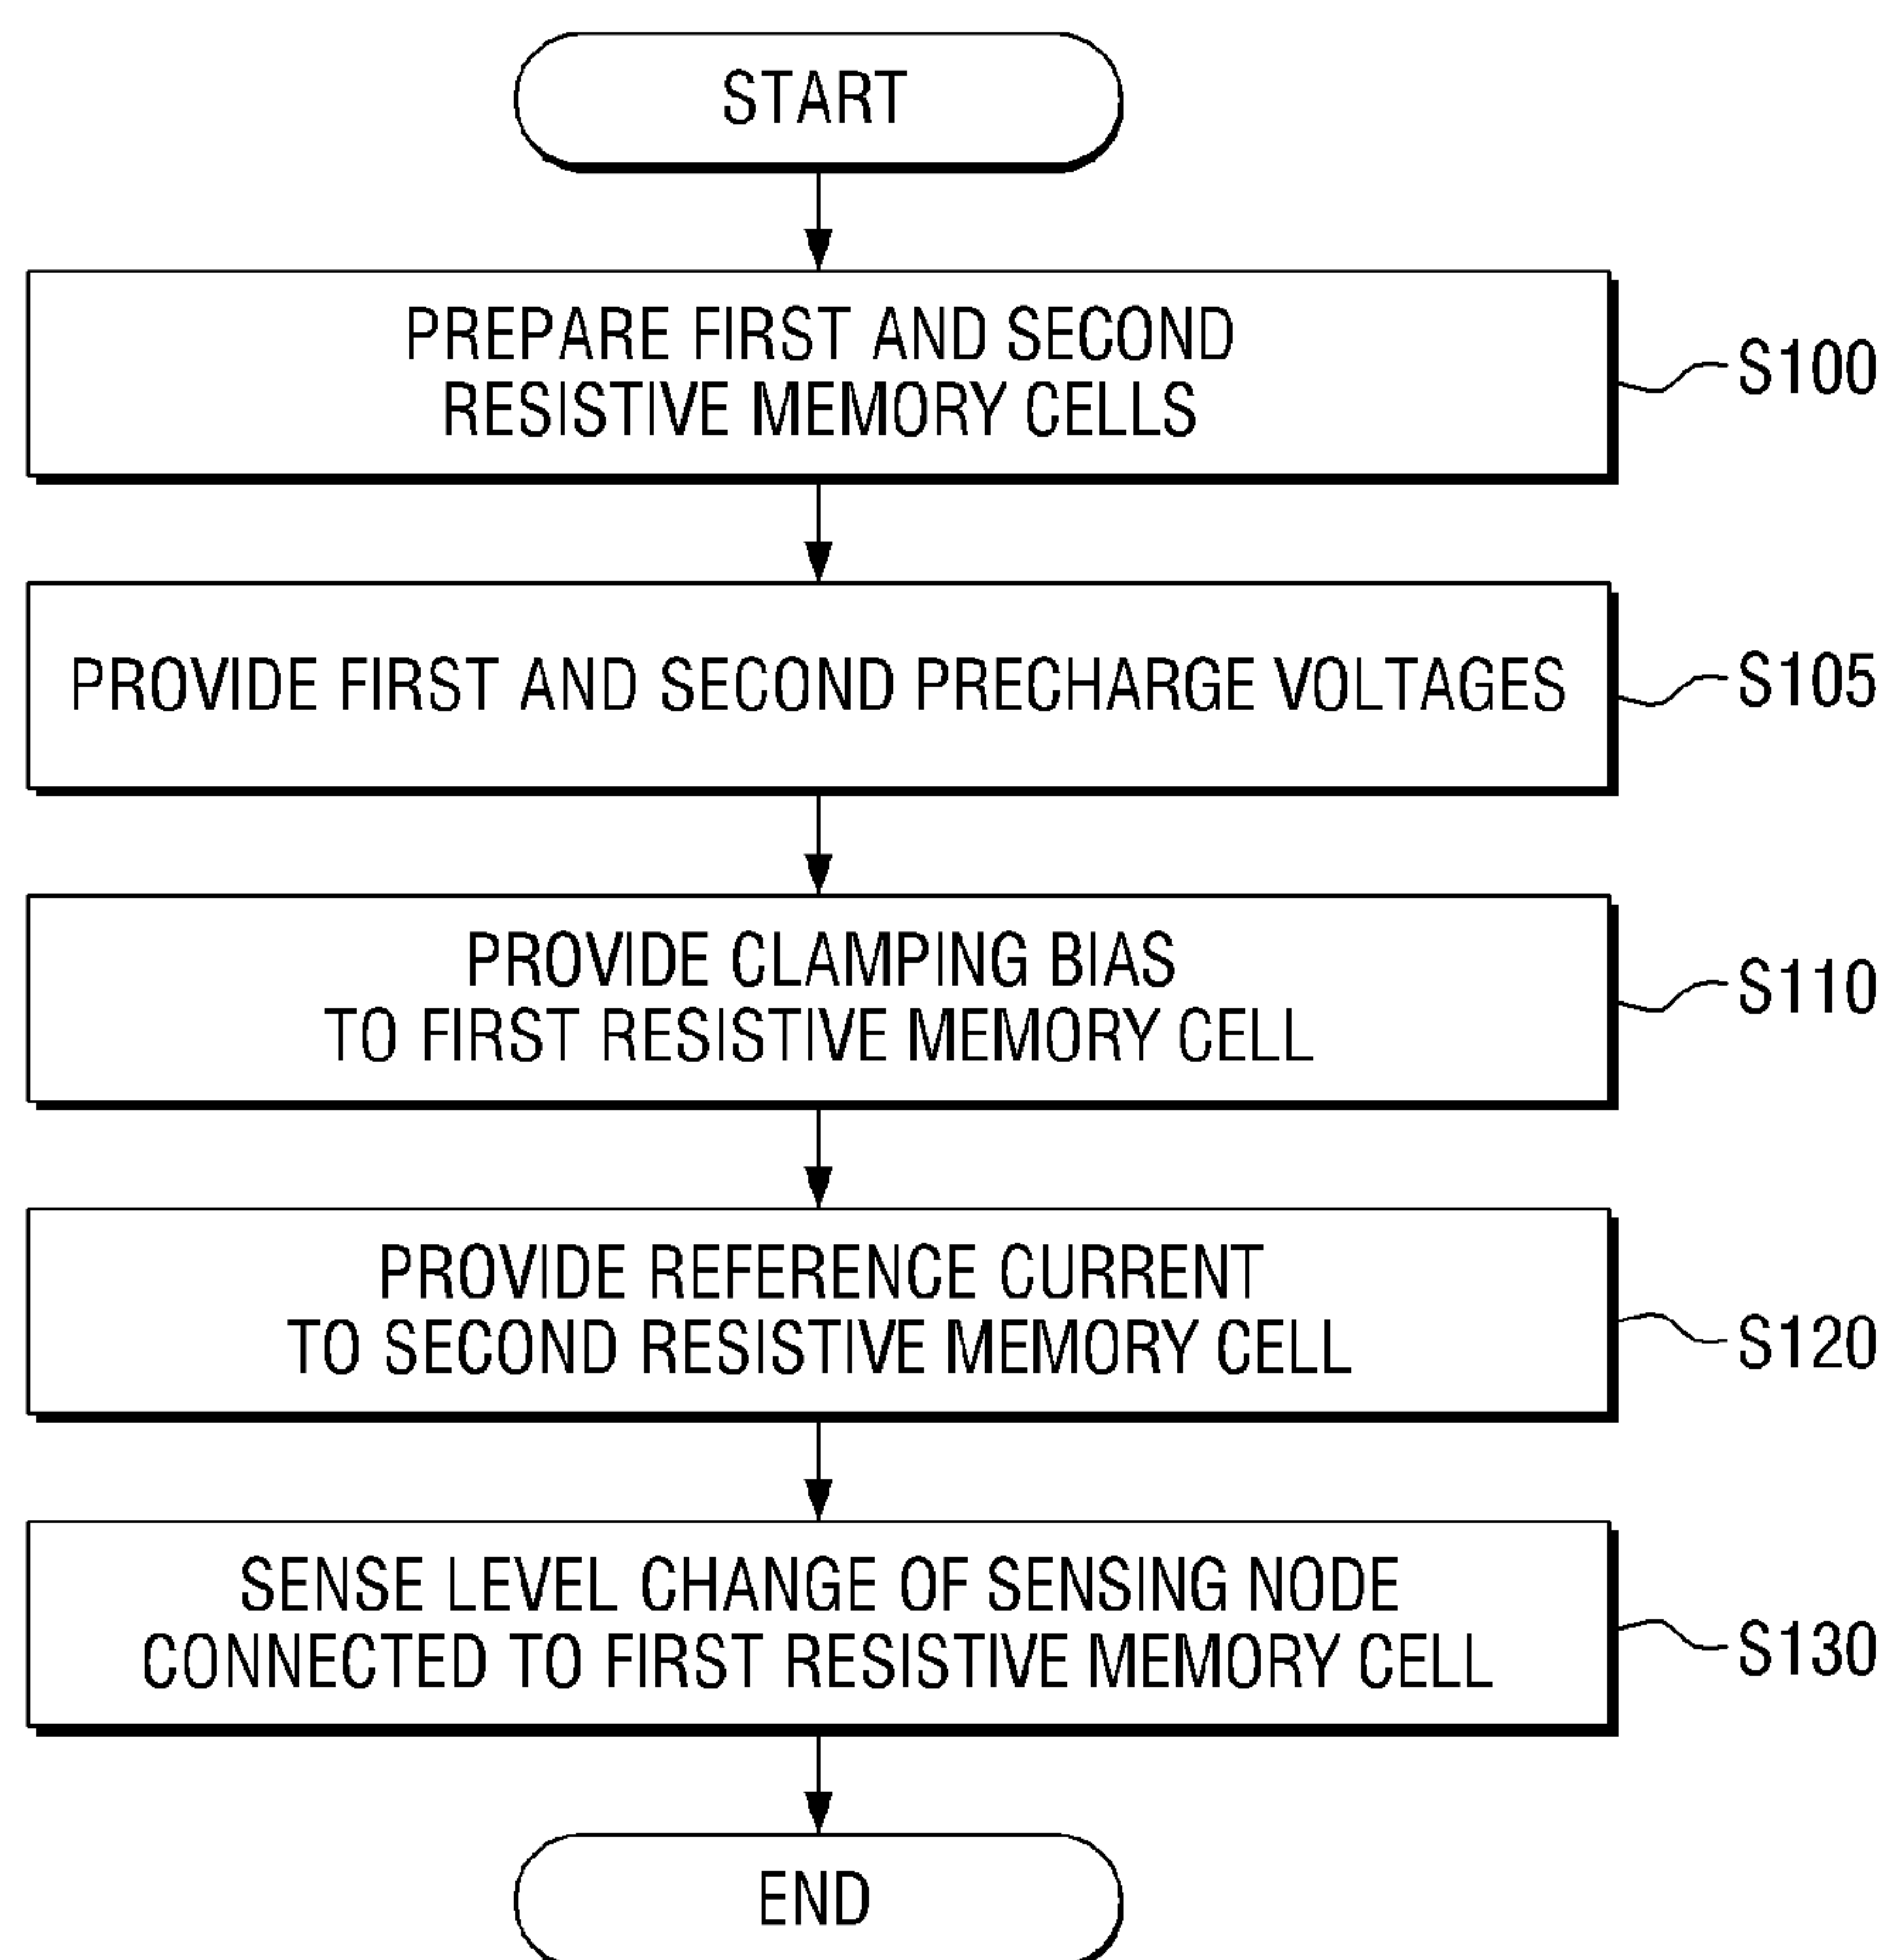 START
PREPARE FIRST AND SECOND
RESISTIVE MEMORY CELLS
S100
PROVIDE FIRST AND SECOND PRECHARGE VOLTAGES
S105
PROVIDE CLAMPING BIAS
TO FIRST RESISTIVE MEMORY CELL
S110
PROVIDE REFERENCE CURRENT
TO SECOND RESISTIVE MEMORY CELL
S120
SENSE LEVEL CHANGE OF SENSING NODE
CONNECTED TO FIRST RESISTIVE MEMORY CELL
S130
END